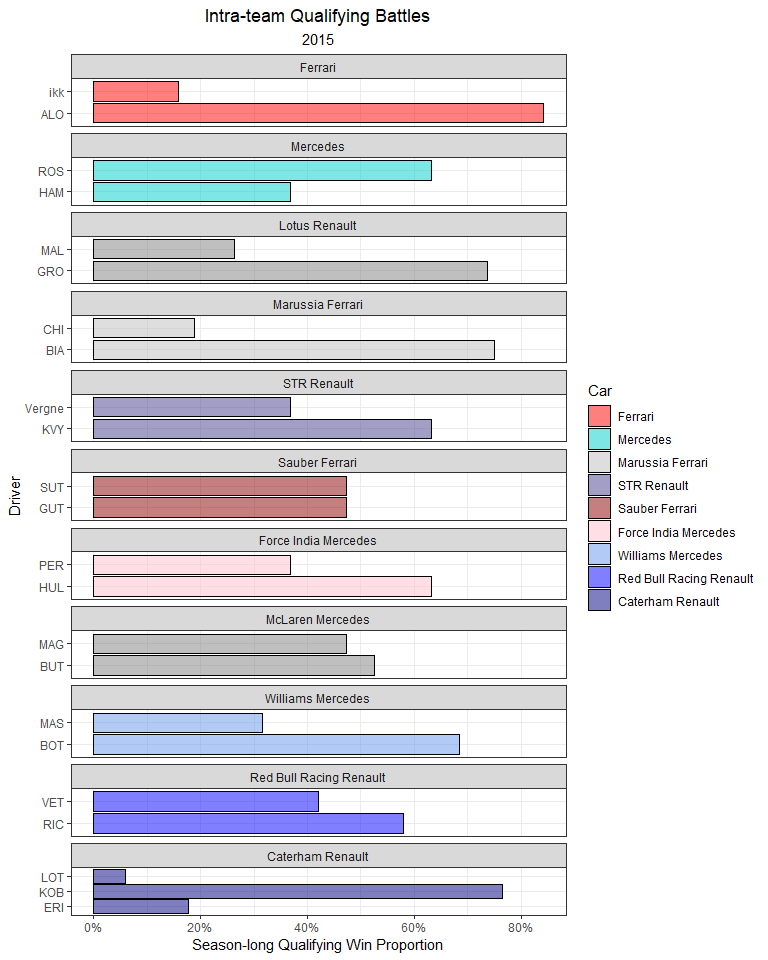 Intra-team Qualifying Battles
2015
Ferrari
ikk
ALO
Mercedes
ROS
HAM
Lotus Renault
MAL
GRO
Marussia Ferrari
CHI
BIA
STR Renault
Vergne
KVY
Sauber Ferrari
SUT
GUT
Force India Mercedes
PER
HUL
McLaren Mercedes
MAG
BUT
Williams Mercedes
MAS
BOT
Red Bull Racing Renault
VET
RIC
Caterham Renault
LOT
KOB
ERI
0% 20% 40% 60% 80%
Season-long Qualifying Win Proportion
Driver
Car
Ferrari
Mercedes
Marussia Ferrari
STR Renault
Sauber Ferrari
Force India Mercedes
Williams Mercedes
Red Bull Racing Renault
Caterham Renault